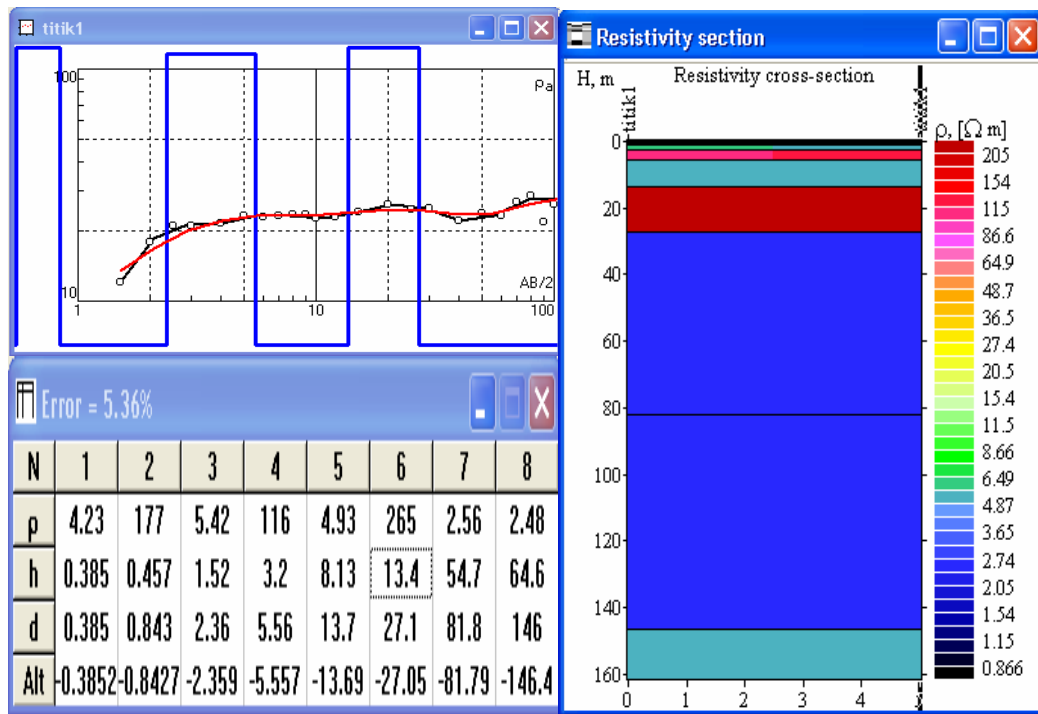 titik1
100
ρa
10
AB/2
1
10
100
Error = 5.36%
N 1 2 3 4 5 6 7 8
ρ 4.23 177 5.42 116 4.93 265 2.56 2.48
h 0.385 0.457 1.52 3.2 8.13 13.4 54.7 64.6
d 0.385 0.843 2.36 5.56 13.7 27.1 81.8 146
Alt -0.3852 -0.8427 -2.359 -5.557 -13.69 -27.05 -81.79 -146.4
Resistivity section
H, m
Resistivity cross-section
titik1
ρ, [Ω m]
0
20
40
60
80
100
120
140
160
0 1 2 3 4
205
154
115
86.6
64.9
48.7
36.5
27.4
20.5
15.4
11.5
8.66
6.49
4.87
3.65
2.74
2.05
1.54
1.15
0.866